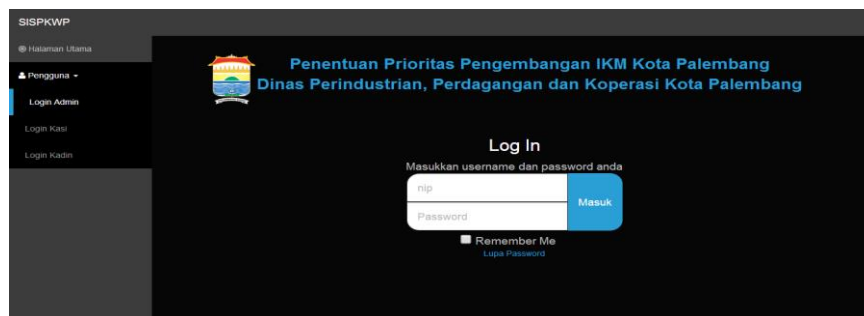 SISPKWP
Halaman Utama
Pengguna
Login Admin
Login Kasi
Login Kadin
Penentuan Prioritas Pengembangan IKM Kota Palembang
Dinas Perindustrian, Perdagangan dan Koperasi Kota Palembang
Log In
Masukkan username dan password anda
nip
Password
Masuk
Remember Me
Lupa Password